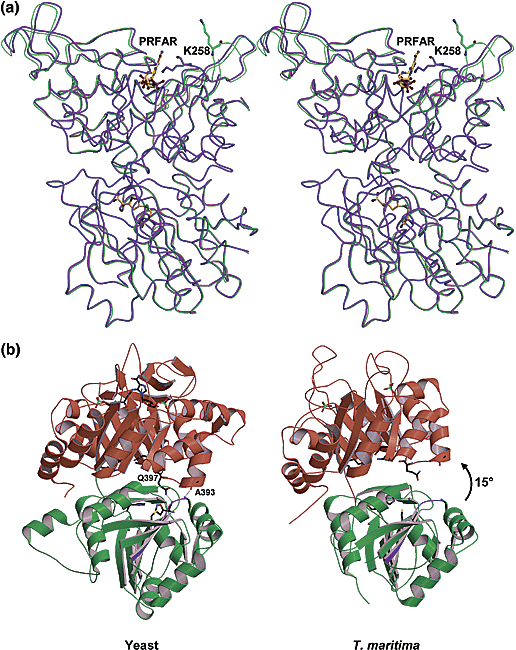 (a)
PRFAR
K258
PRFAR
K258
(b)
Q397
A393
15°
Yeast
T. maritima